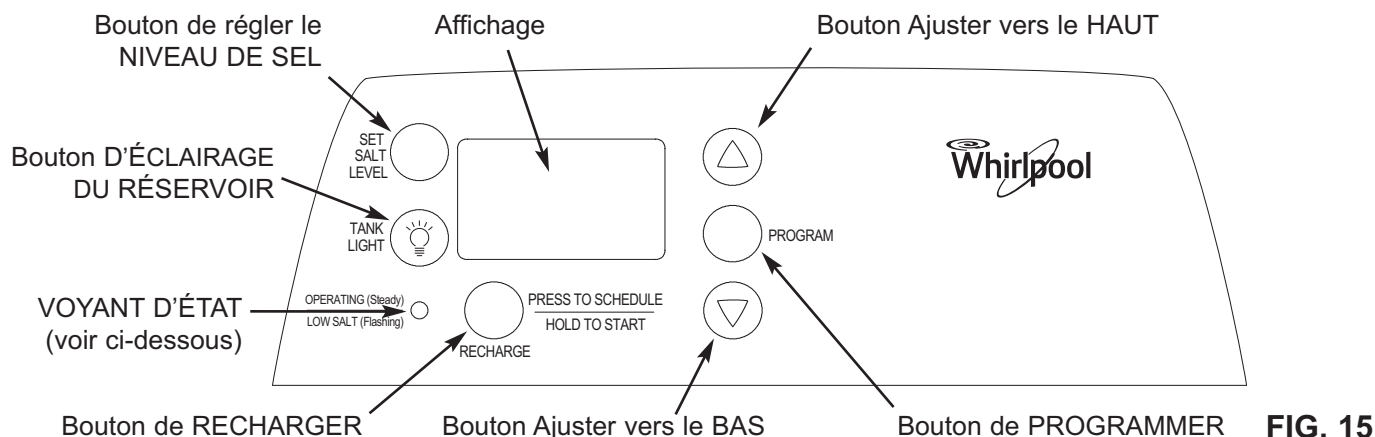 Bouton de régler le
NIVEAU DE SEL
Affichage
Bouton Ajuster vers le HAUT
SET
SALT
LEVEL
Whirlpool
Bouton D'ÉCLAIRAGE
DU RÉSERVOIR
TANK
LIGHT
PROGRAM
VOYANT D'ÉTAT
(voir ci-dessous)
OPERATING (Steady)
LOW SALT (Flashing)
PRESS TO SCHEDULE
HOLD TO START
RECHARGE
Bouton de RECHARGER
Bouton Ajuster vers le BAS
Bouton de PROGRAMMER
FIG. 15